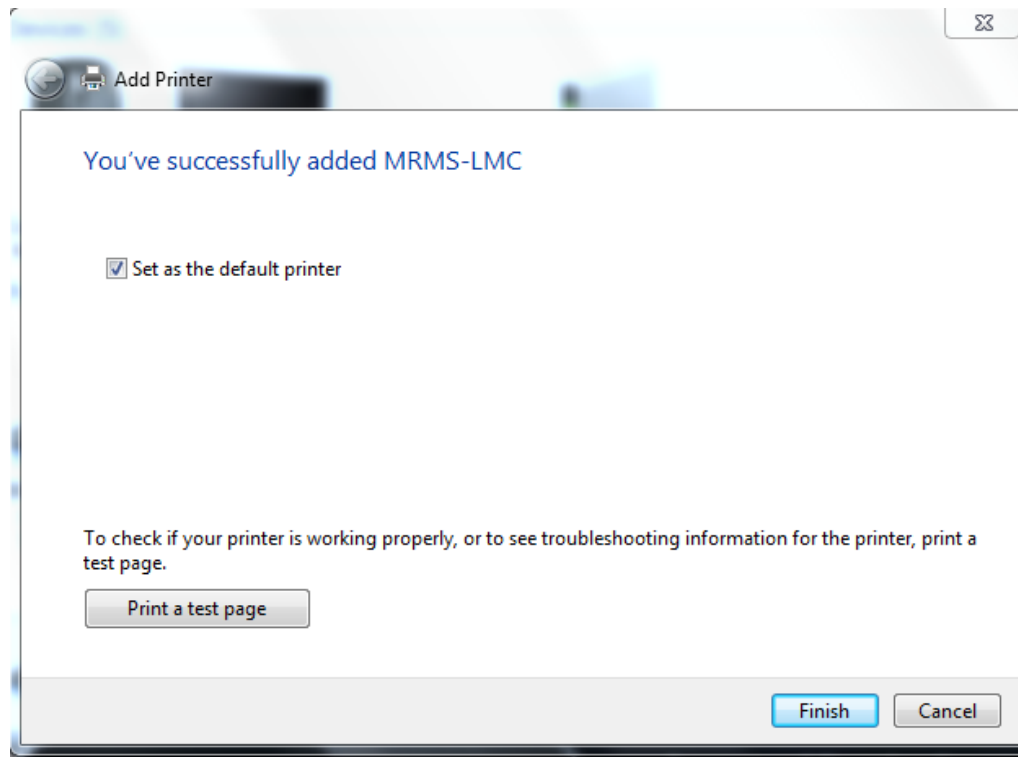 Add Printer
You've successfully added MRMS-LMC
Set as the default printer
To check if your printer is working properly, or to see troubleshooting information for the printer, print a
test page.
Print a test page
Finish
Cancel